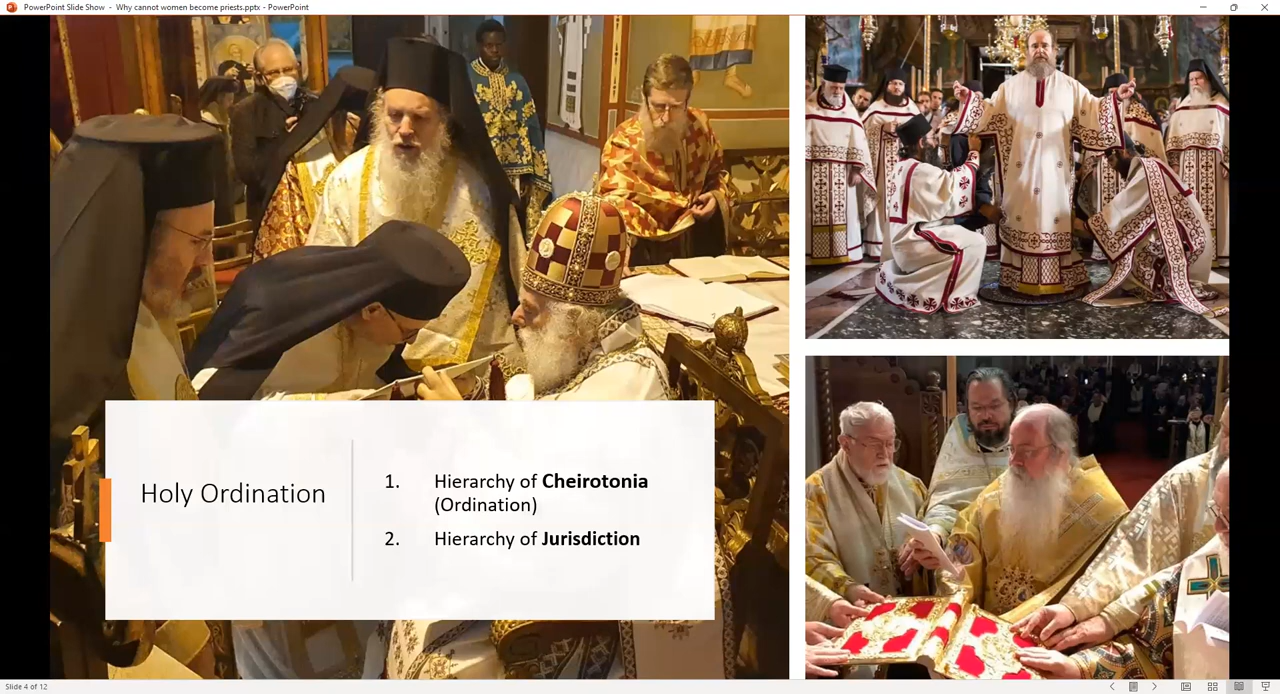 PowerPoint Slide Show - Why cannot women become priests.pptx - PowerPoint
Holy Ordination
1. Hierarchy of Cheirotonia
(Ordination)
2. Hierarchy of Jurisdiction
Slide 4 of 12